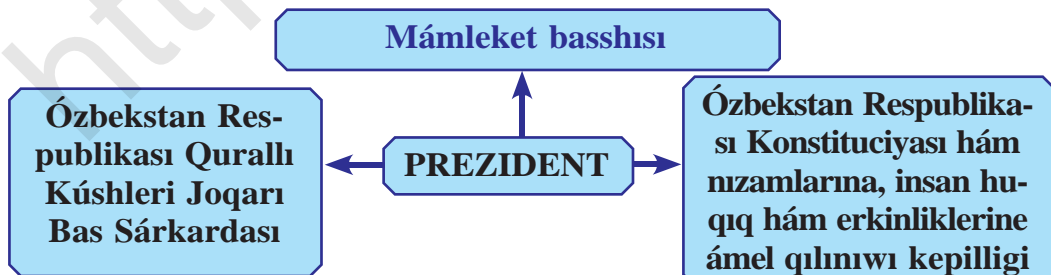 Mámleket basshısı
Ózbekstan Res-
publikası Qurallı
Kúshleri Joqarı
Bas Sárkardası
PREZIDENT
Ózbekstan Respublika-
sı Konstituciyası hám
nızamlarına, insan hu-
qıq hám erkinliklerine
ámel qılınıwı kepilligi